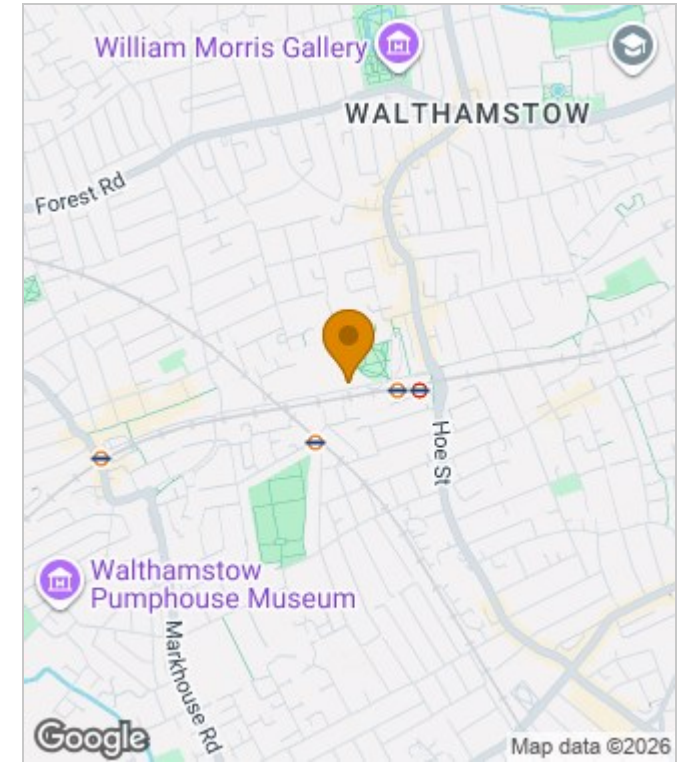 William Morris Gallery
WALTHAMSTOW
Forest Rd
Hoe St
Walthamstow
Pumphouse Museum
Markhouse Rd
Google
Map data ©2026